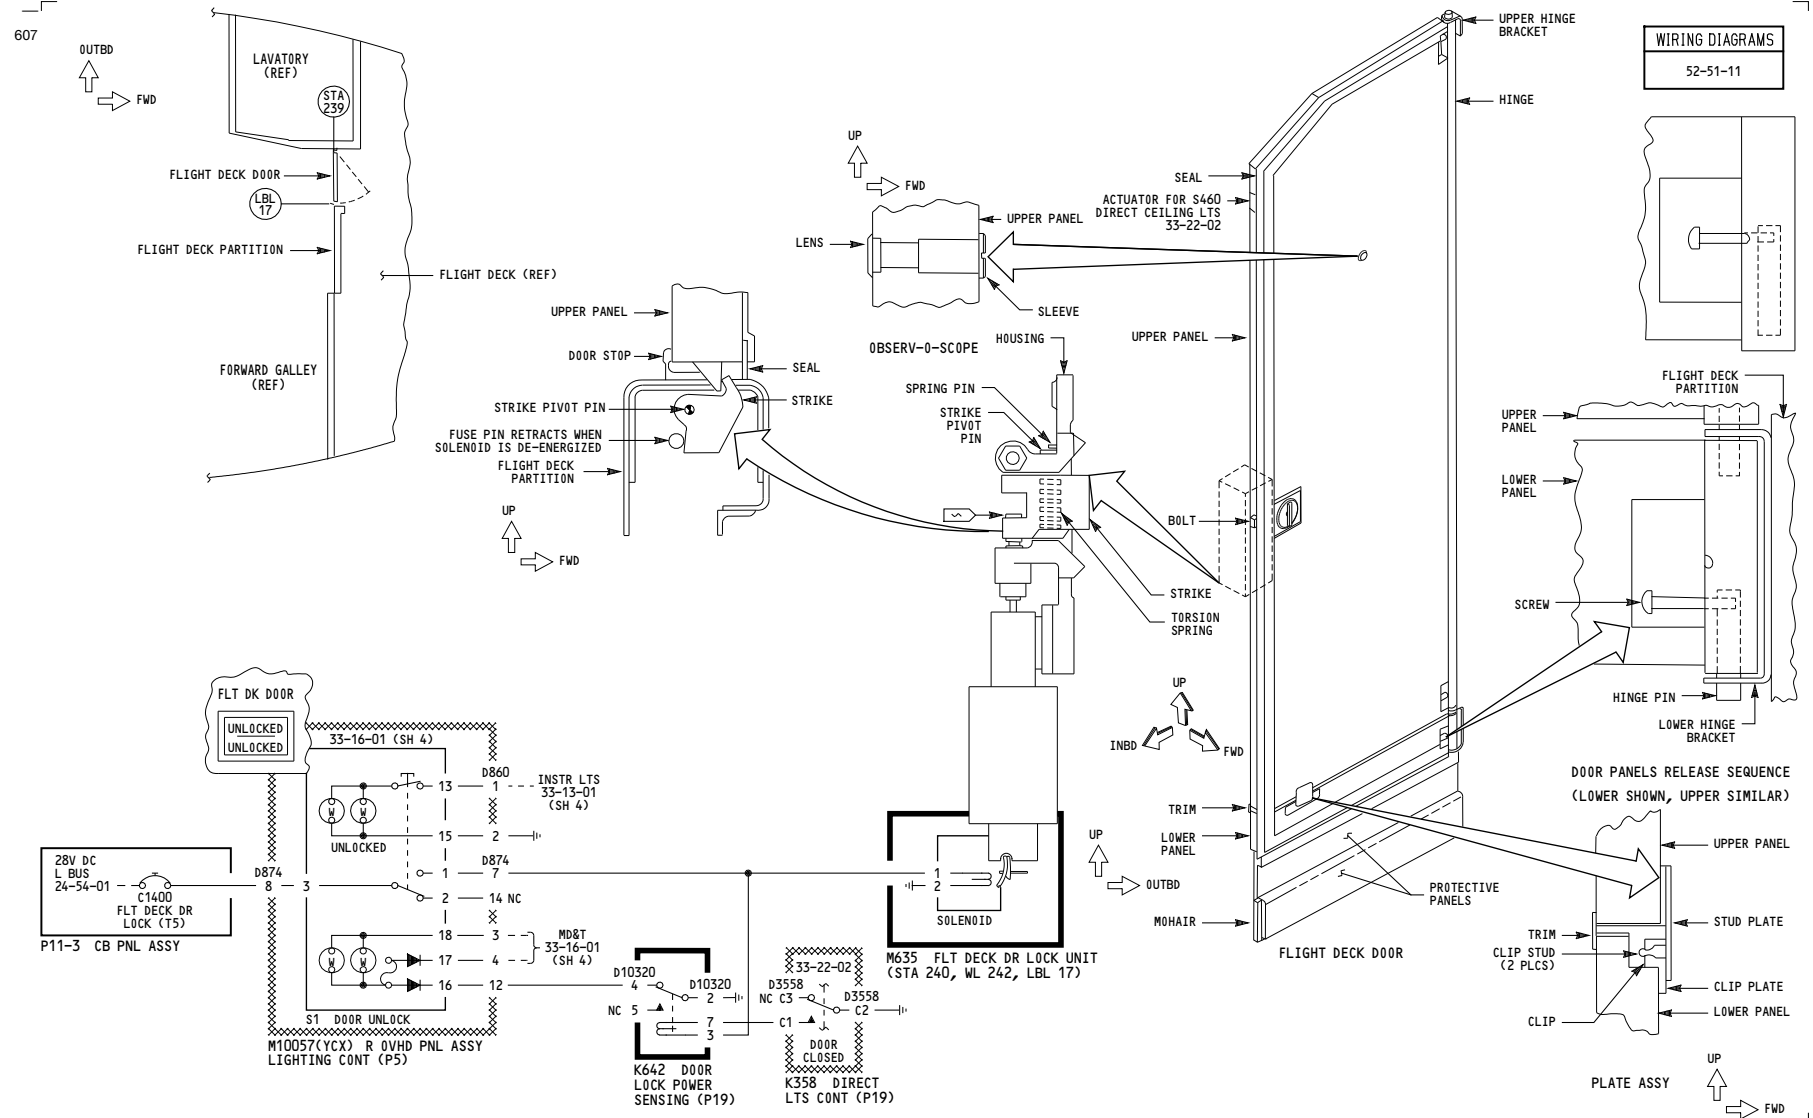 607
OUTBD
FWD
LAVATORY
(REF)
STA
239
FLIGHT DECK DOOR
LBL
17
FLIGHT DECK PARTITION
FLIGHT DECK (REF)
FORWARD GALLEY
(REF)
UPPER PANEL
DOOR STOP
SEAL
STRIKE
STRIKE PIVOT PIN
FUSE PIN RETRACTS WHEN
SOLENOID IS DE-ENERGIZED
FLIGHT DECK
PARTITION
UP
FWD
UP
FWD
UPPER PANEL
LENS
SLEEVE
OBSERV-O-SCOPE
HOUSING
SPRING PIN
STRIKE
PIVOT
PIN
STRIKE
TORSION
SPRING
UPPER HINGE
BRACKET
HINGE
SEAL
ACTUATOR FOR S460
DIRECT CEILING LTS
33-22-02
UPPER PANEL
BOLT
UP
INBD
FWD
TRIM
LOWER
PANEL
UP
OUTBD
MOHAIR
PROTECTIVE
PANELS
FLIGHT DECK DOOR
WIRING DIAGRAMS
52-51-11
FLIGHT DECK
PARTITION
UPPER
PANEL
LOWER
PANEL
SCREW
HINGE PIN
LOWER HINGE
BRACKET
DOOR PANELS RELEASE SEQUENCE
(LOWER SHOWN, UPPER SIMILAR)
UPPER PANEL
STUD PLATE
TRIM
CLIP STUD
(2 PLCS)
CLIP PLATE
LOWER PANEL
CLIP
PLATE ASSY
UP
FWD
FLT DK DOOR
UNLOCKED
UNLOCKED
33-16-01 (SH 4)
D860
13
1
INSTR LTS
33-13-01
(SH 4)
W
W
15
2
UNLOCKED
D874
1
7
28V DC
L BUS
24-54-01
C1400
FLT DECK DR
LOCK (T5)
P11-3 CB PNL ASSY
D874
8
3
2
14 NC
18
3
MD&T
33-16-01
(SH 4)
W
W
17
4
16
12
S1 DOOR UNLOCK
M10057(YCX) R OVHD PNL ASSY
LIGHTING CONT (P5)
D10320
4
D10320
2
NC 5
7
3
K642 DOOR
LOCK POWER
SENSING (P19)
33-22-02
D3558
NC C3
D3558
C2
C1
DOOR
CLOSED
K358 DIRECT
LTS CONT (P19)
1
2
SOLENOID
M635 FLT DECK DR LOCK UNIT
(STA 240, WL 242, LBL 17)